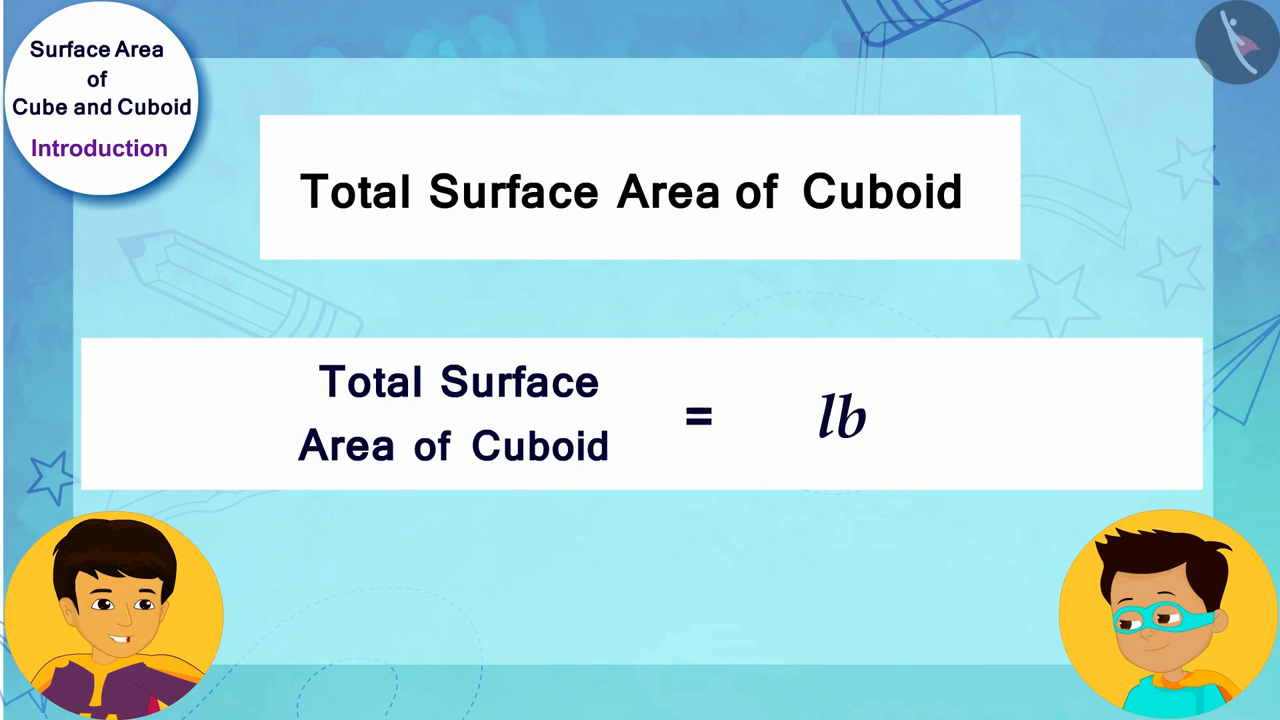 Surface Area
of
Cube and Cuboid
Introduction
Total Surface Area of Cuboid
Total Surface
Area of Cuboid
= lb